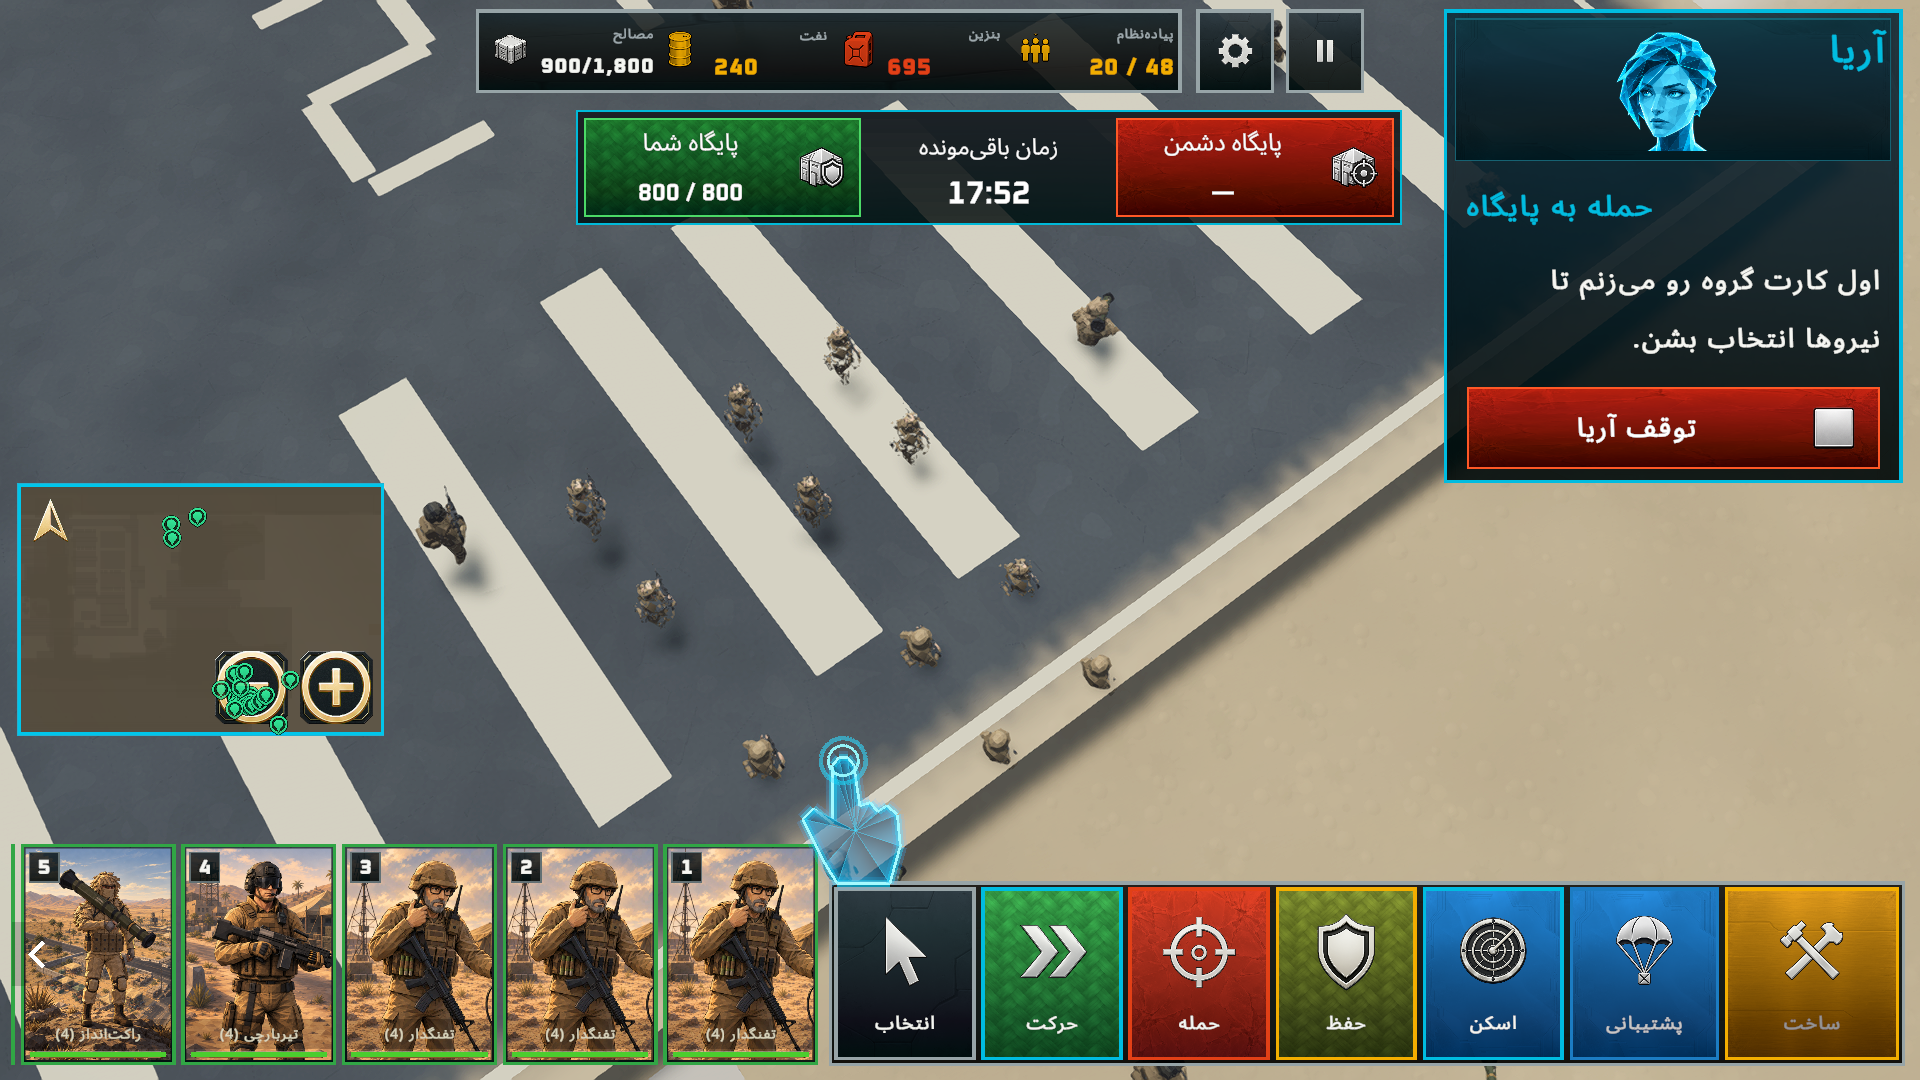 مصالح
900/1,800
نفت
240
بنزین
695
پیاده‌نظام
20 / 48
پایگاه شما
800 / 800
زمان باقی‌مونده
17:52
پایگاه دشمن
—
آریا
حمله به پایگاه
اول کارت گروه رو می‌زنم تا
نیروها انتخاب بشن.
توقف آریا
5
راکت‌انداز (4)
4
تیربارچی (4)
3
تفنگدار (4)
2
تفنگدار (4)
1
تفنگدار (4)
انتخاب
حرکت
حمله
حفظ
اسکن
پشتیبانی
ساخت